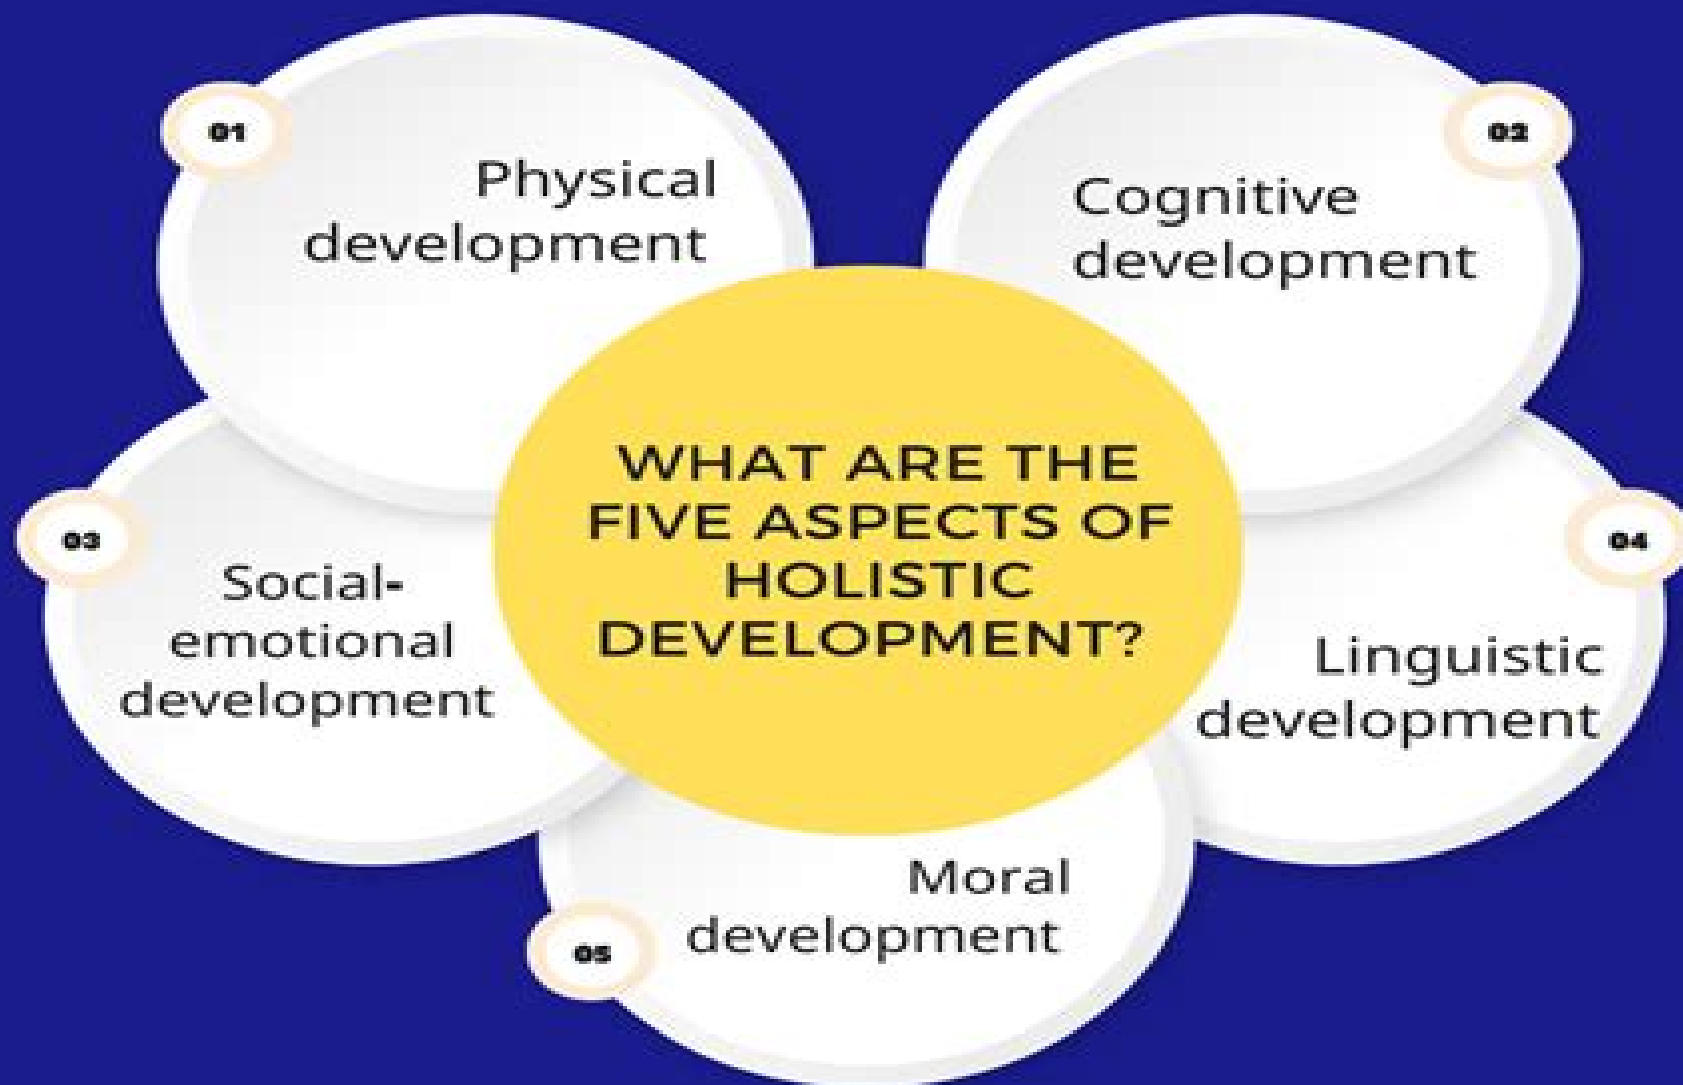 01
Physical
development
02
Cognitive
development
WHAT ARE THE
FIVE ASPECTS OF
HOLISTIC
DEVELOPMENT?
03
Social-
emotional
development
04
Linguistic
development
05
Moral
development